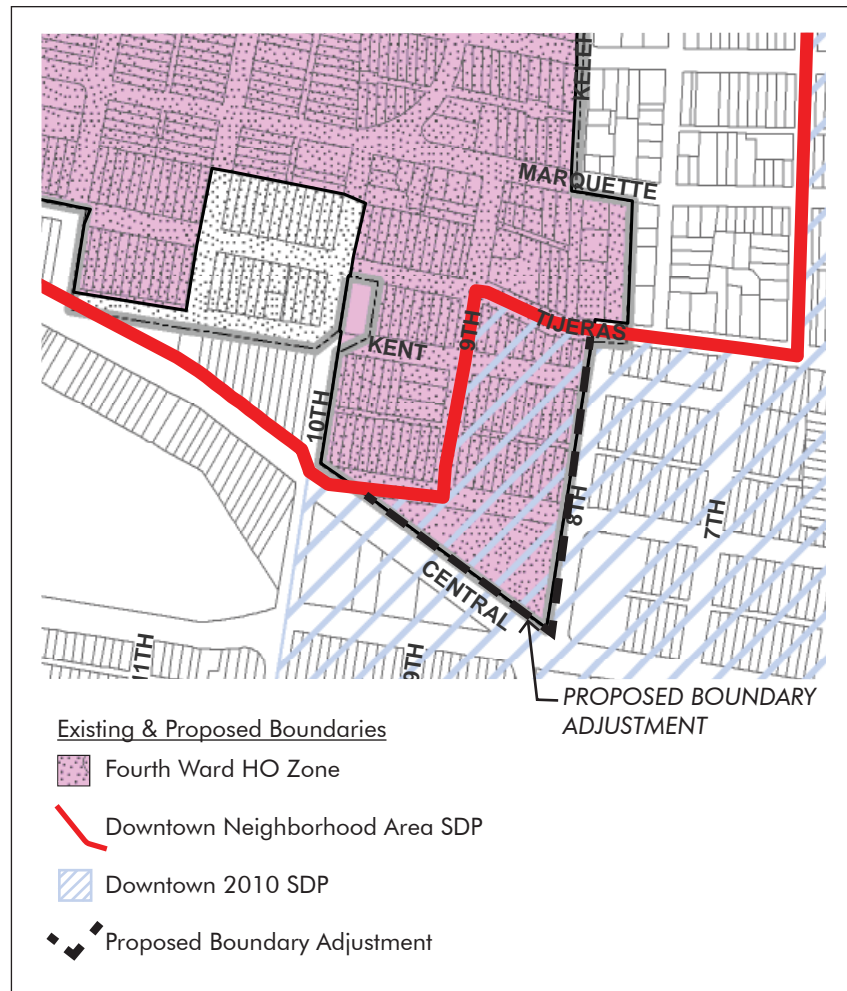 MARQUETTE
TIJERAS
9TH
KENT
10TH
8TH
7TH
CENTRAL
11TH
9TH
PROPOSED BOUNDARY
ADJUSTMENT
Existing & Proposed Boundaries
Fourth Ward HO Zone
Downtown Neighborhood Area SDP
Downtown 2010 SDP
Proposed Boundary Adjustment